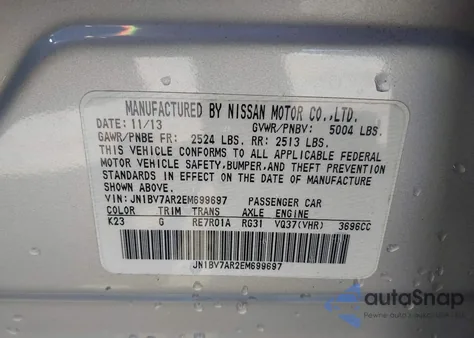 MANUFACTURED BY NISSAN MOTOR CO.,LTD.
DATE: 11/13 GVWR/PNBV: 5004 LBS.
GAWR/PNBE FR: 2524 LBS. RR: 2513 LBS.
THIS VEHICLE CONFORMS TO ALL APPLICABLE FEDERAL
MOTOR VEHICLE SAFETY,BUMPER,AND THEFT PREVENTION
STANDARDS IN EFFECT ON THE DATE OF MANUFACTURE
SHOWN ABOVE.
VIN: JN1BV7AR2EM699697 PASSENGER CAR
COLOR TRIM TRANS AXLE ENGINE
K23 G RE7R01A RG31 VQ37(VHR) 3696CC
JN1BV7AR2EM699697
autoSnap